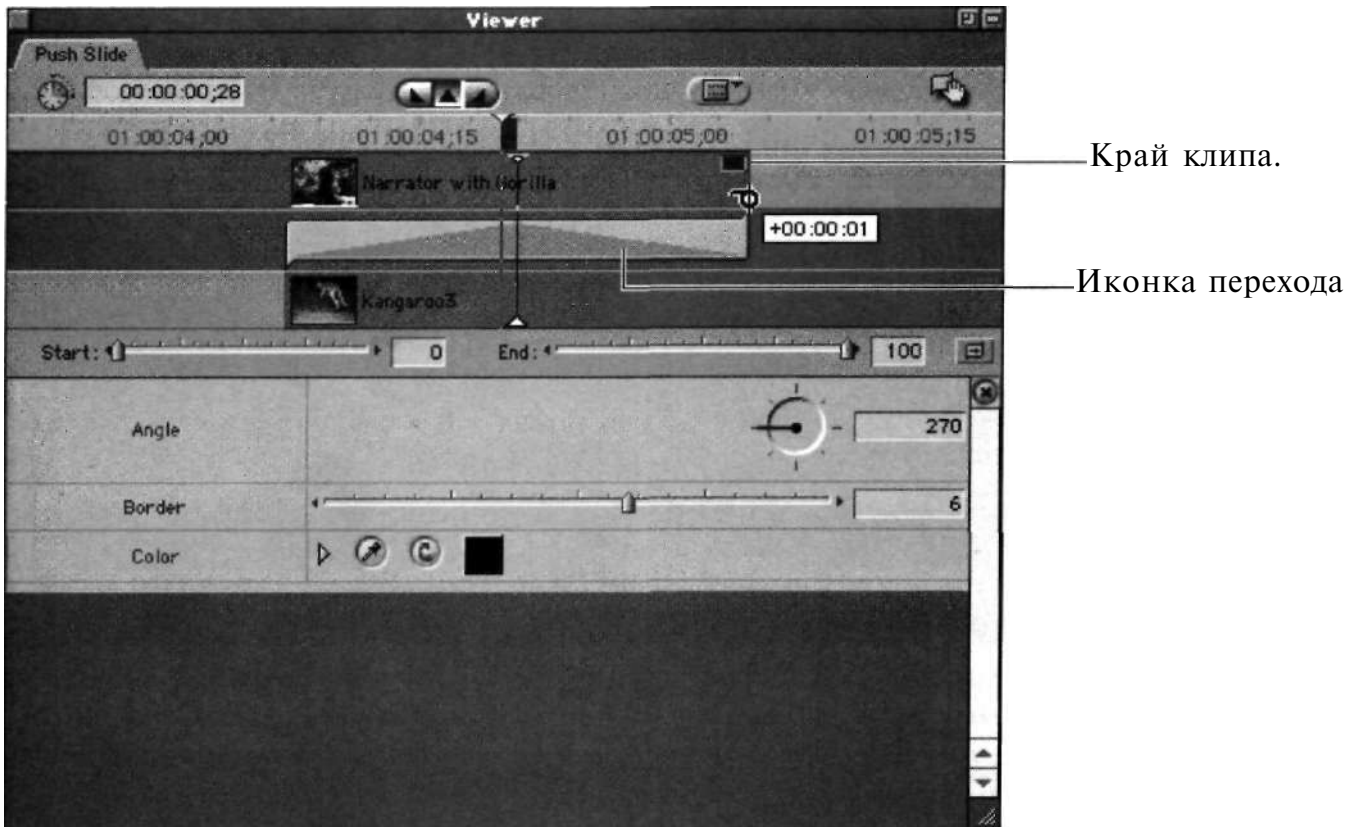 Viewer
Push Slide
00:00:00;28
01:00:04;00 01:00:04;15 01:00:05;00 01:00:05;15
Край клипа.
Narrator with Gorilla
+00:00:01
Иконка перехода
Kangaroo3
Start: 0 End: 100
Angle 270
Border 6
Color